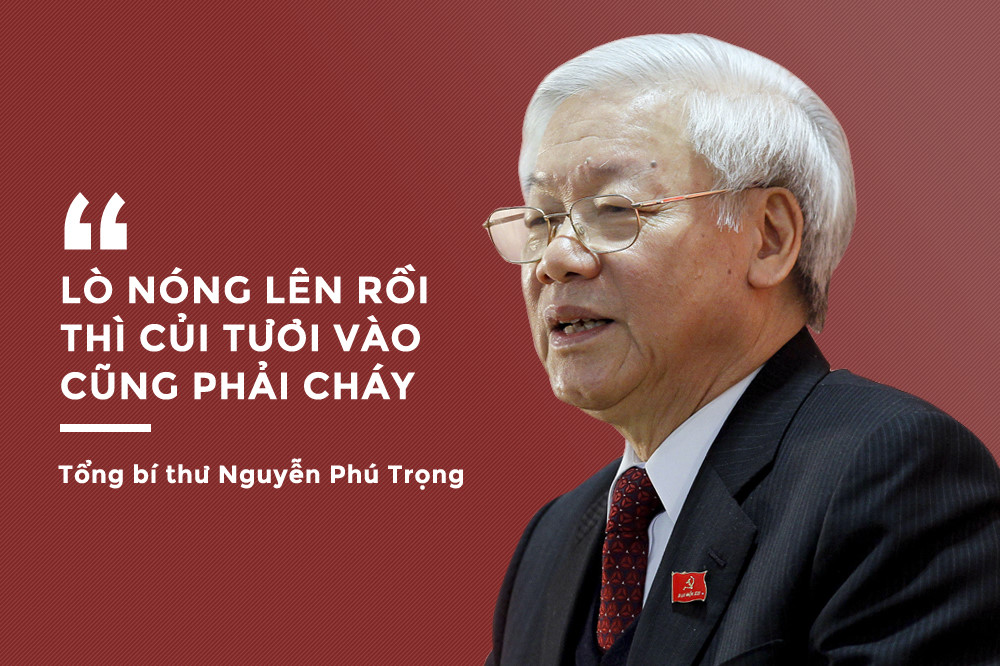 “
LÒ NÓNG LÊN RỒI
THÌ CỦI TƯƠI VÀO
CŨNG PHẢI CHÁY
Tổng bí thư Nguyễn Phú Trọng